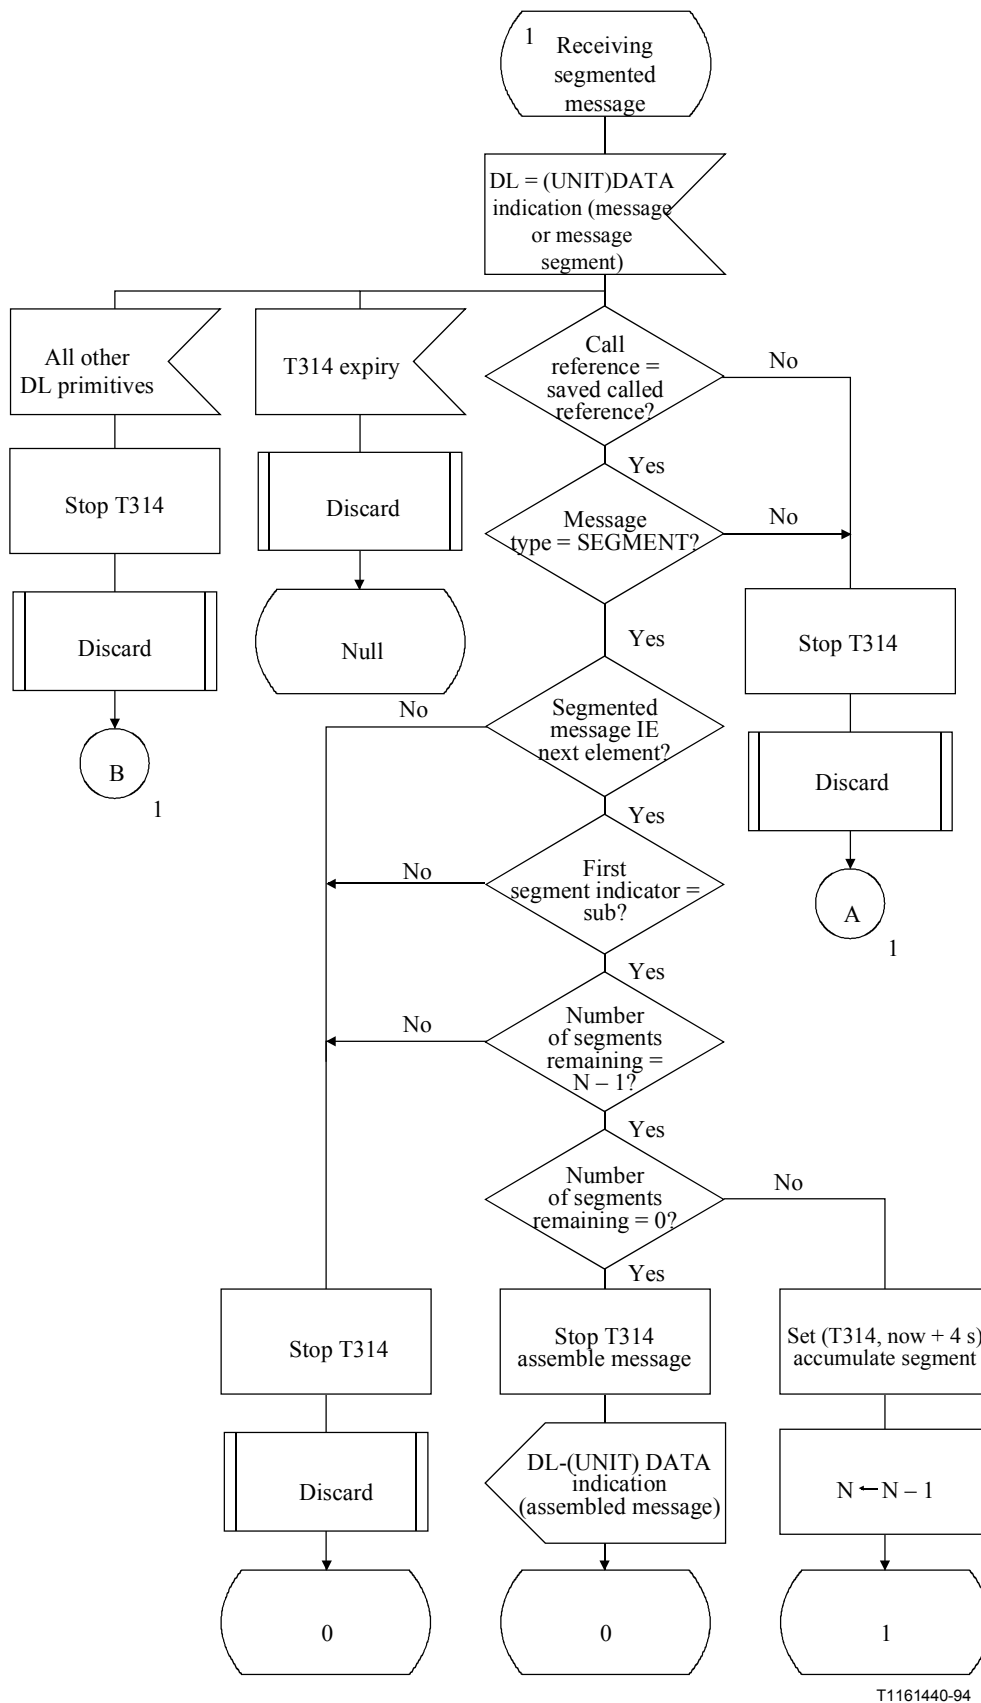 1
Receiving
segmented
message
DL = (UNIT)DATA
indication (message
or message
segment)
All other
DL primitives
T314 expiry
Call
reference =
saved called
reference?
No
Yes
Stop T314
Discard
Message
type = SEGMENT?
No
Yes
Discard
Null
Stop T314
B
1
No
Segmented
message IE
next element?
Yes
Discard
A
1
No
First
segment indicator =
sub?
Yes
No
Number
of segments
remaining =
N – 1?
Yes
Number
of segments
remaining = 0?
No
Yes
Stop T314
Stop T314
assemble message
Set (T314, now + 4 s)
accumulate segment
Discard
DL-(UNIT) DATA
indication
(assembled message)
N ← N – 1
0
0
1
T1161440-94